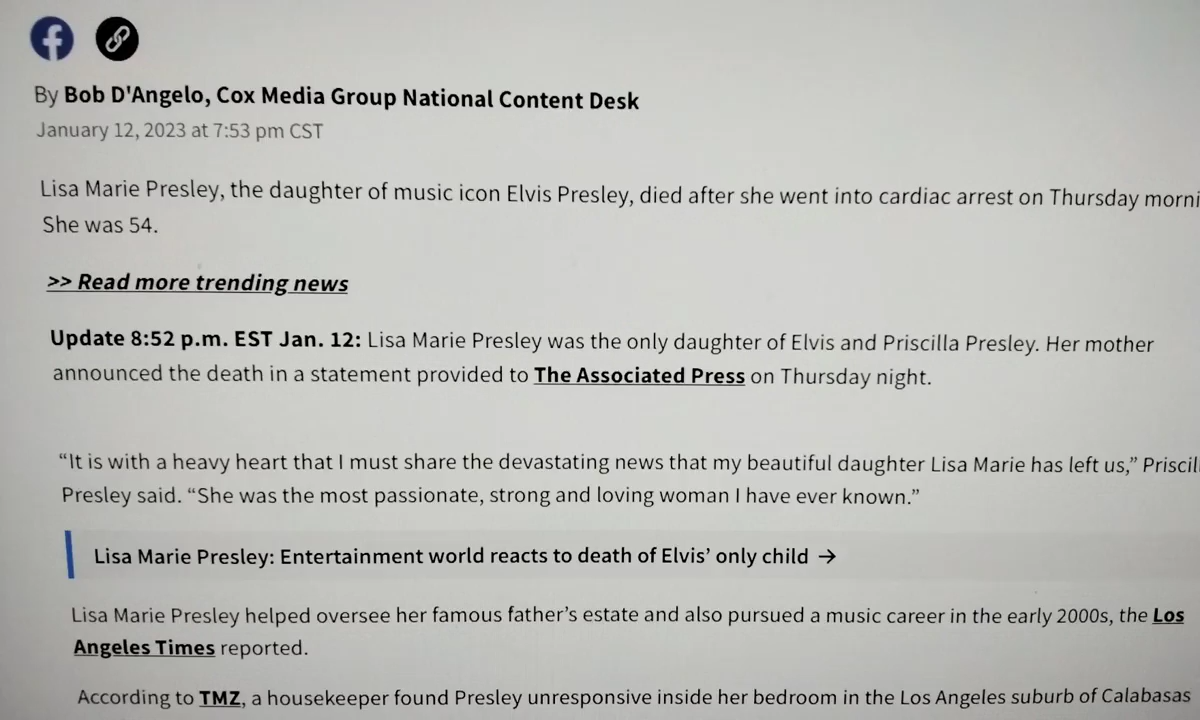 By Bob D'Angelo, Cox Media Group National Content Desk
January 12, 2023 at 7:53 pm CST
Lisa Marie Presley, the daughter of music icon Elvis Presley, died after she went into cardiac arrest on Thursday morni
She was 54.
>> Read more trending news
Update 8:52 p.m. EST Jan. 12: Lisa Marie Presley was the only daughter of Elvis and Priscilla Presley. Her mother
announced the death in a statement provided to The Associated Press on Thursday night.
“It is with a heavy heart that I must share the devastating news that my beautiful daughter Lisa Marie has left us,” Priscil
Presley said. “She was the most passionate, strong and loving woman I have ever known.”
Lisa Marie Presley: Entertainment world reacts to death of Elvis’ only child →
Lisa Marie Presley helped oversee her famous father’s estate and also pursued a music career in the early 2000s, the Los
Angeles Times reported.
According to TMZ, a housekeeper found Presley unresponsive inside her bedroom in the Los Angeles suburb of Calabasas